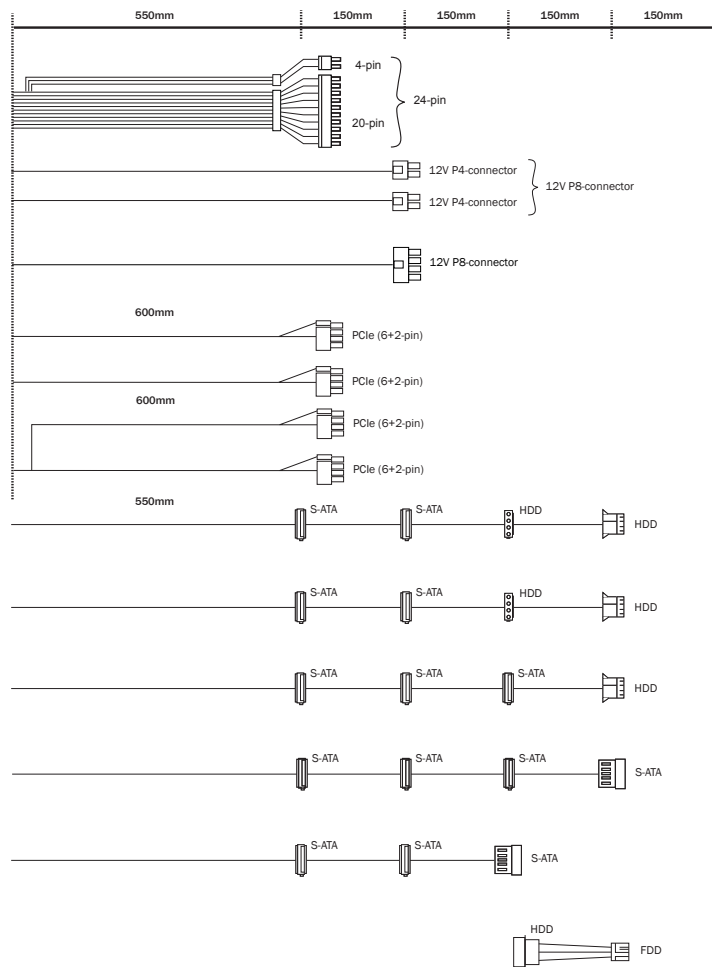 550mm 150mm 150mm 150mm 150mm
4-pin
24-pin
20-pin
12V P4-connector
12V P8-connector
12V P4-connector
12V P8-connector
600mm
PCIe (6+2-pin)
PCIe (6+2-pin)
600mm
PCIe (6+2-pin)
PCIe (6+2-pin)
550mm
S-ATA S-ATA HDD
HDD
S-ATA S-ATA HDD
HDD
S-ATA S-ATA S-ATA
HDD
S-ATA S-ATA S-ATA
S-ATA
S-ATA S-ATA
S-ATA
HDD
FDD